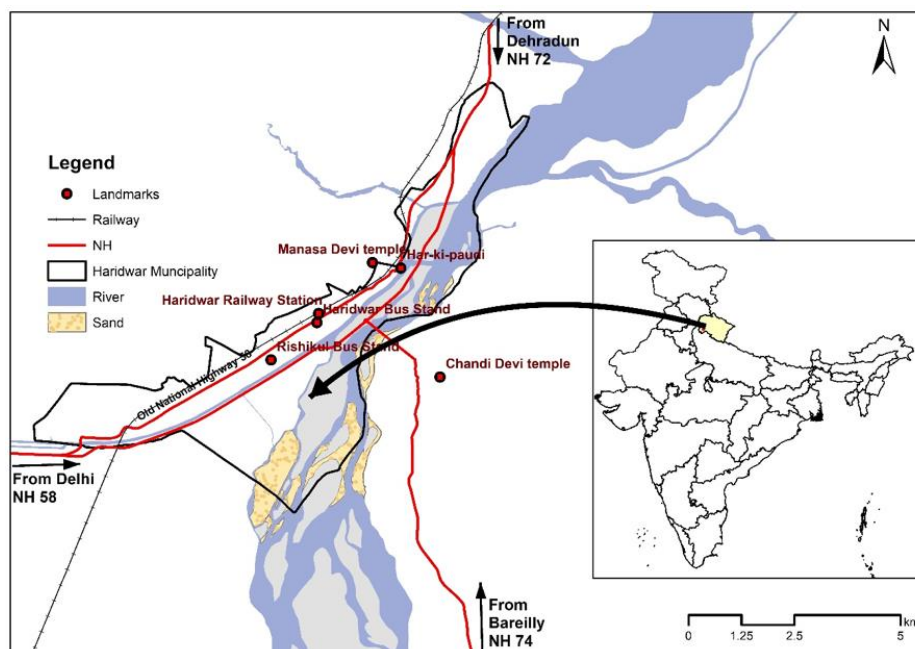 From
Dehradun
NH 72
N
Legend
Landmarks
Railway
NH
Haridwar Muncipality
River
Sand
Manasa Devi temple
Har-ki-paudi
Haridwar Railway Station
Haridwar Bus Stand
Rishikul Bus Stand
Chandi Devi temple
Old National Highway 58
From Delhi
NH 58
From
Bareilly
NH 74
km
0 1.25 2.5 5